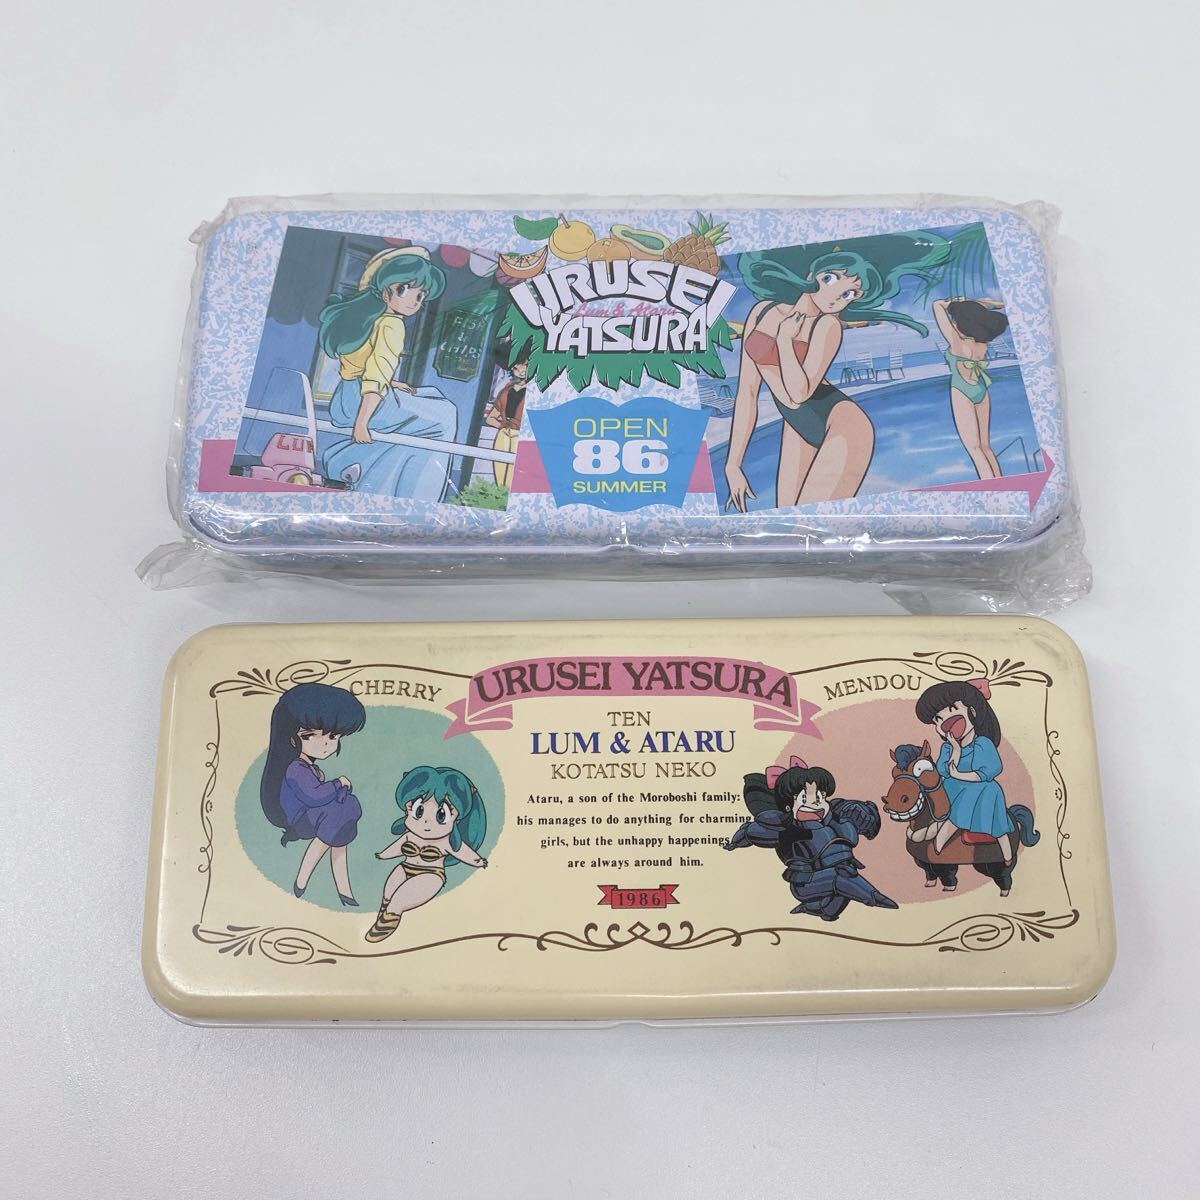 URUSEI
Lum & Ataru
YATSURA
FISH
&
CHIPS
LUM
OPEN
86
SUMMER
URUSEI YATSURA
CHERRY
MENDOU
TEN
LUM & ATARU
KOTATSU NEKO
Ataru, a son of the Moroboshi family:
his manages to do anything for charming
girls, but the unhappy happenings
are always around him.
1986